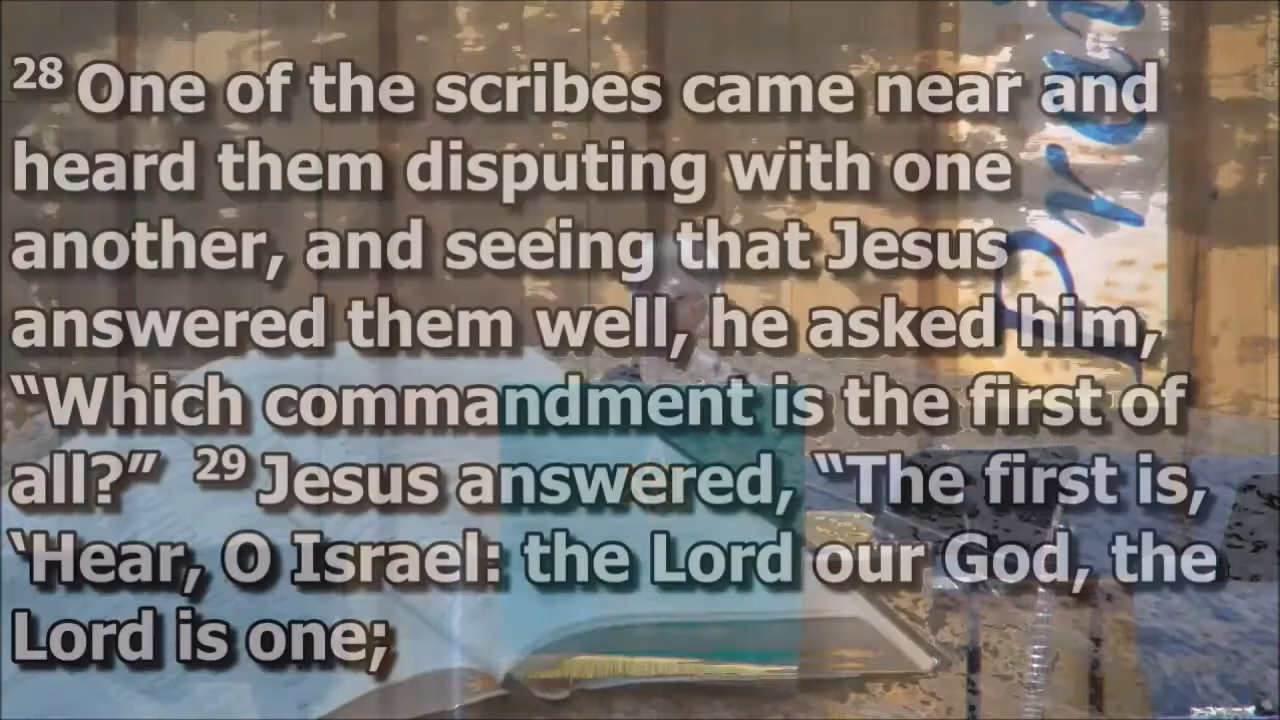 28 One of the scribes came near and
heard them disputing with one
another, and seeing that Jesus
answered them well, he asked him,
“Which commandment is the first of
all?” 29 Jesus answered, “The first is,
‘Hear, O Israel: the Lord our God, the
Lord is one;